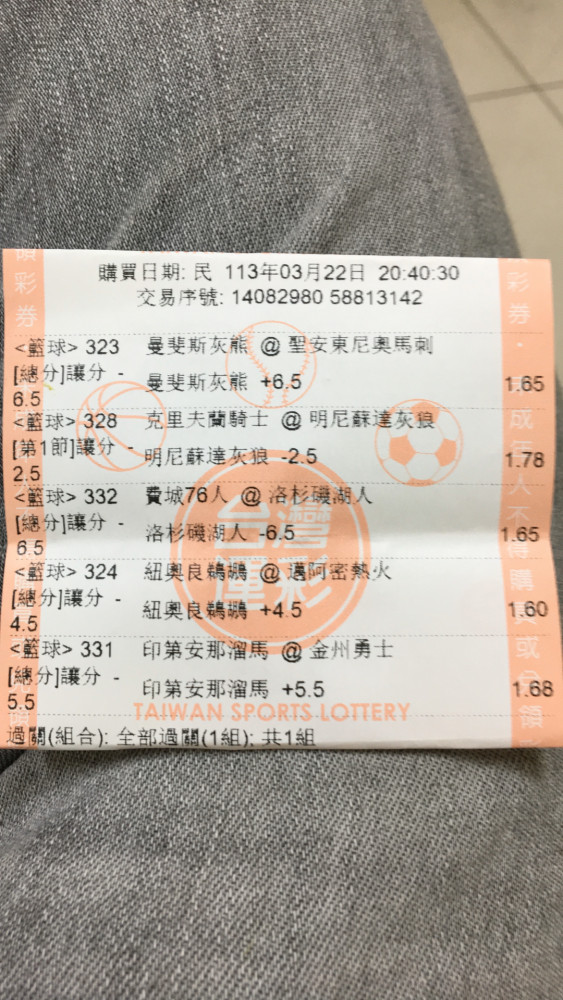 購買日期: 民 113年03月22日 20:40:30
交易序號: 14082980 58813142
<籃球> 323 曼斐斯灰熊 @ 聖安東尼奧馬刺
[總分]讓分 - 6.5 曼斐斯灰熊 +6.5 1.65
<籃球> 328 克里夫蘭騎士 @ 明尼蘇達灰狼
[第1節]讓分 - 2.5 明尼蘇達灰狼 -2.5 1.78
<籃球> 332 費城76人 @ 洛杉磯湖人
[總分]讓分 - 6.5 洛杉磯湖人 -6.5 1.65
<籃球> 324 紐奧良鵜鶘 @ 邁阿密熱火
[總分]讓分 - 4.5 紐奧良鵜鶘 +4.5 1.60
<籃球> 331 印第安那溜馬 @ 金州勇士
[總分]讓分 - 5.5 印第安那溜馬 +5.5 1.68
台灣運彩
TAIWAN SPORTS LOTTERY
過關(組合): 全部過關(1組); 共1組
領彩券
彩券・
成年人不得購買或
領